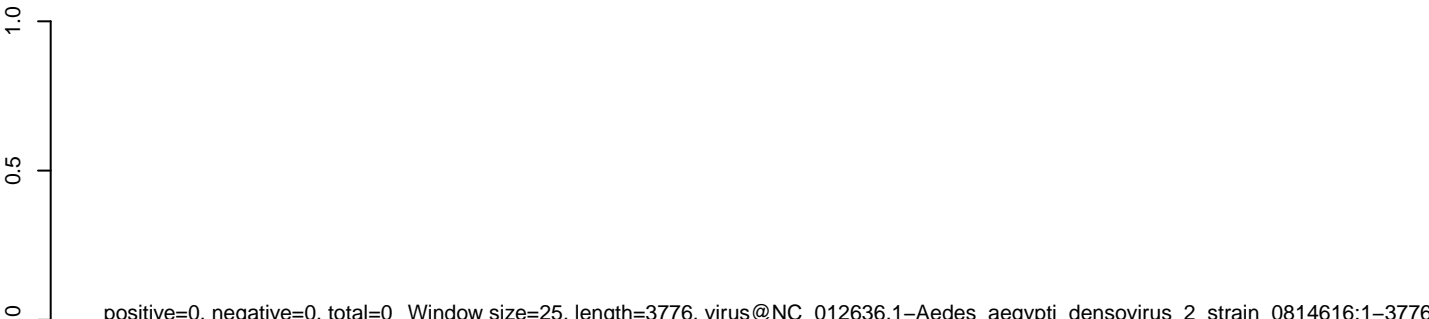 1.0
0.5
0
positive=0, negative=0, total=0 Window size=25, length=3776, virus@NC_012636.1−Aedes_aegypti_densovirus_2_strain_0814616:1−3776